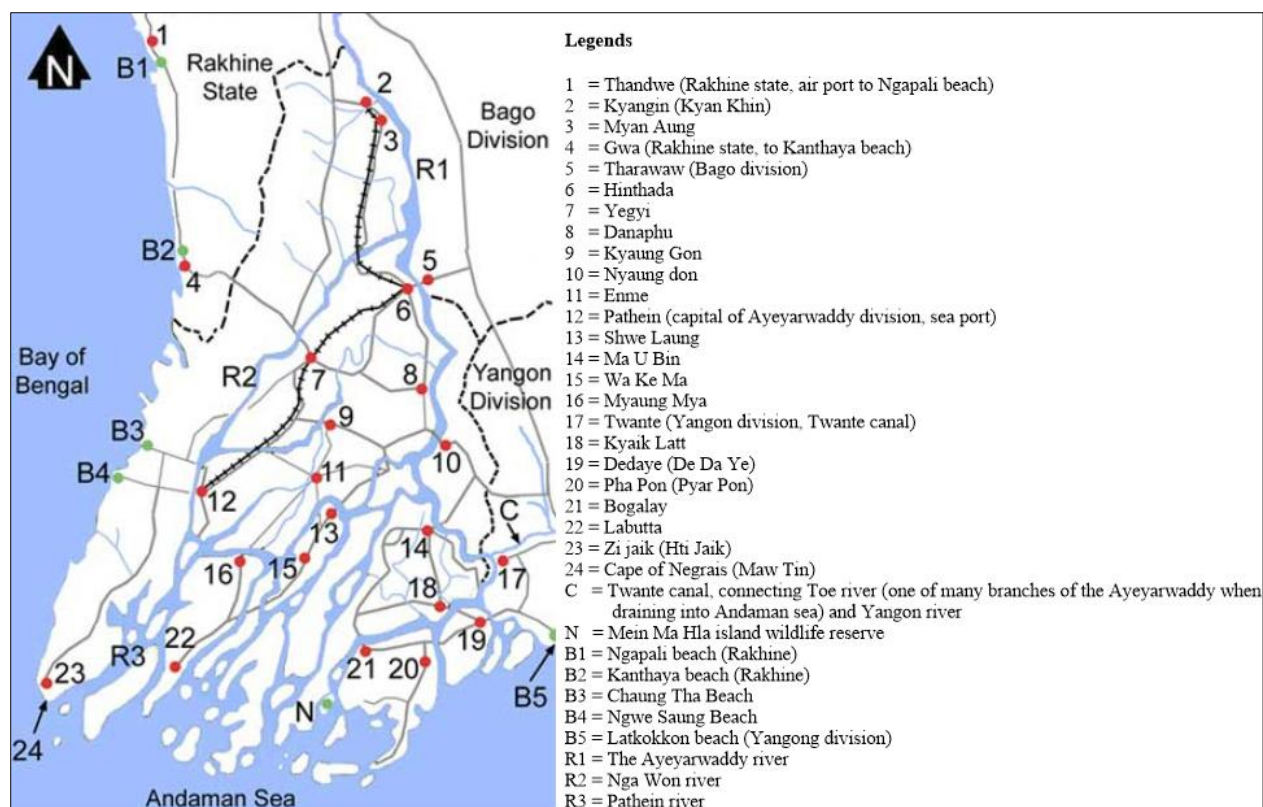 N
1
B1
Rakhine
State
2
3
Bago
Division
R1
B2
4
5
6
Bay of
Bengal
R2
7
8
Yangon
Division
9
B3
10
B4
11
12
C
13
14
15
16
17
18
19
R3
22
21
20
23
N
B5
24
Andaman Sea
Legends
1 = Thandwe (Rakhine state, air port to Ngapali beach)
2 = Kyangin (Kyan Khin)
3 = Myan Aung
4 = Gwa (Rakhine state, to Kanthaya beach)
5 = Tharawaw (Bago division)
6 = Hinthada
7 = Yegyi
8 = Danaphu
9 = Kyaung Gon
10 = Nyaung don
11 = Enme
12 = Pathein (capital of Ayeyarwaddy division, sea port)
13 = Shwe Laung
14 = Ma U Bin
15 = Wa Ke Ma
16 = Myaung Mya
17 = Twante (Yangon division, Twante canal)
18 = Kyaik Latt
19 = Dedaye (De Da Ye)
20 = Pha Pon (Pyar Pon)
21 = Bogalay
22 = Labutta
23 = Zi jaik (Hti Jaik)
24 = Cape of Negrais (Maw Tin)
C = Twante canal, connecting Toe river (one of many branches of the Ayeyarwaddy when
draining into Andaman sea) and Yangon river
N = Mein Ma Hla island wildlife reserve
B1 = Ngapali beach (Rakhine)
B2 = Kanthaya beach (Rakhine)
B3 = Chaung Tha Beach
B4 = Ngwe Saung Beach
B5 = Latkokkon beach (Yangong division)
R1 = The Ayeyarwaddy river
R2 = Nga Won river
R3 = Pathein river